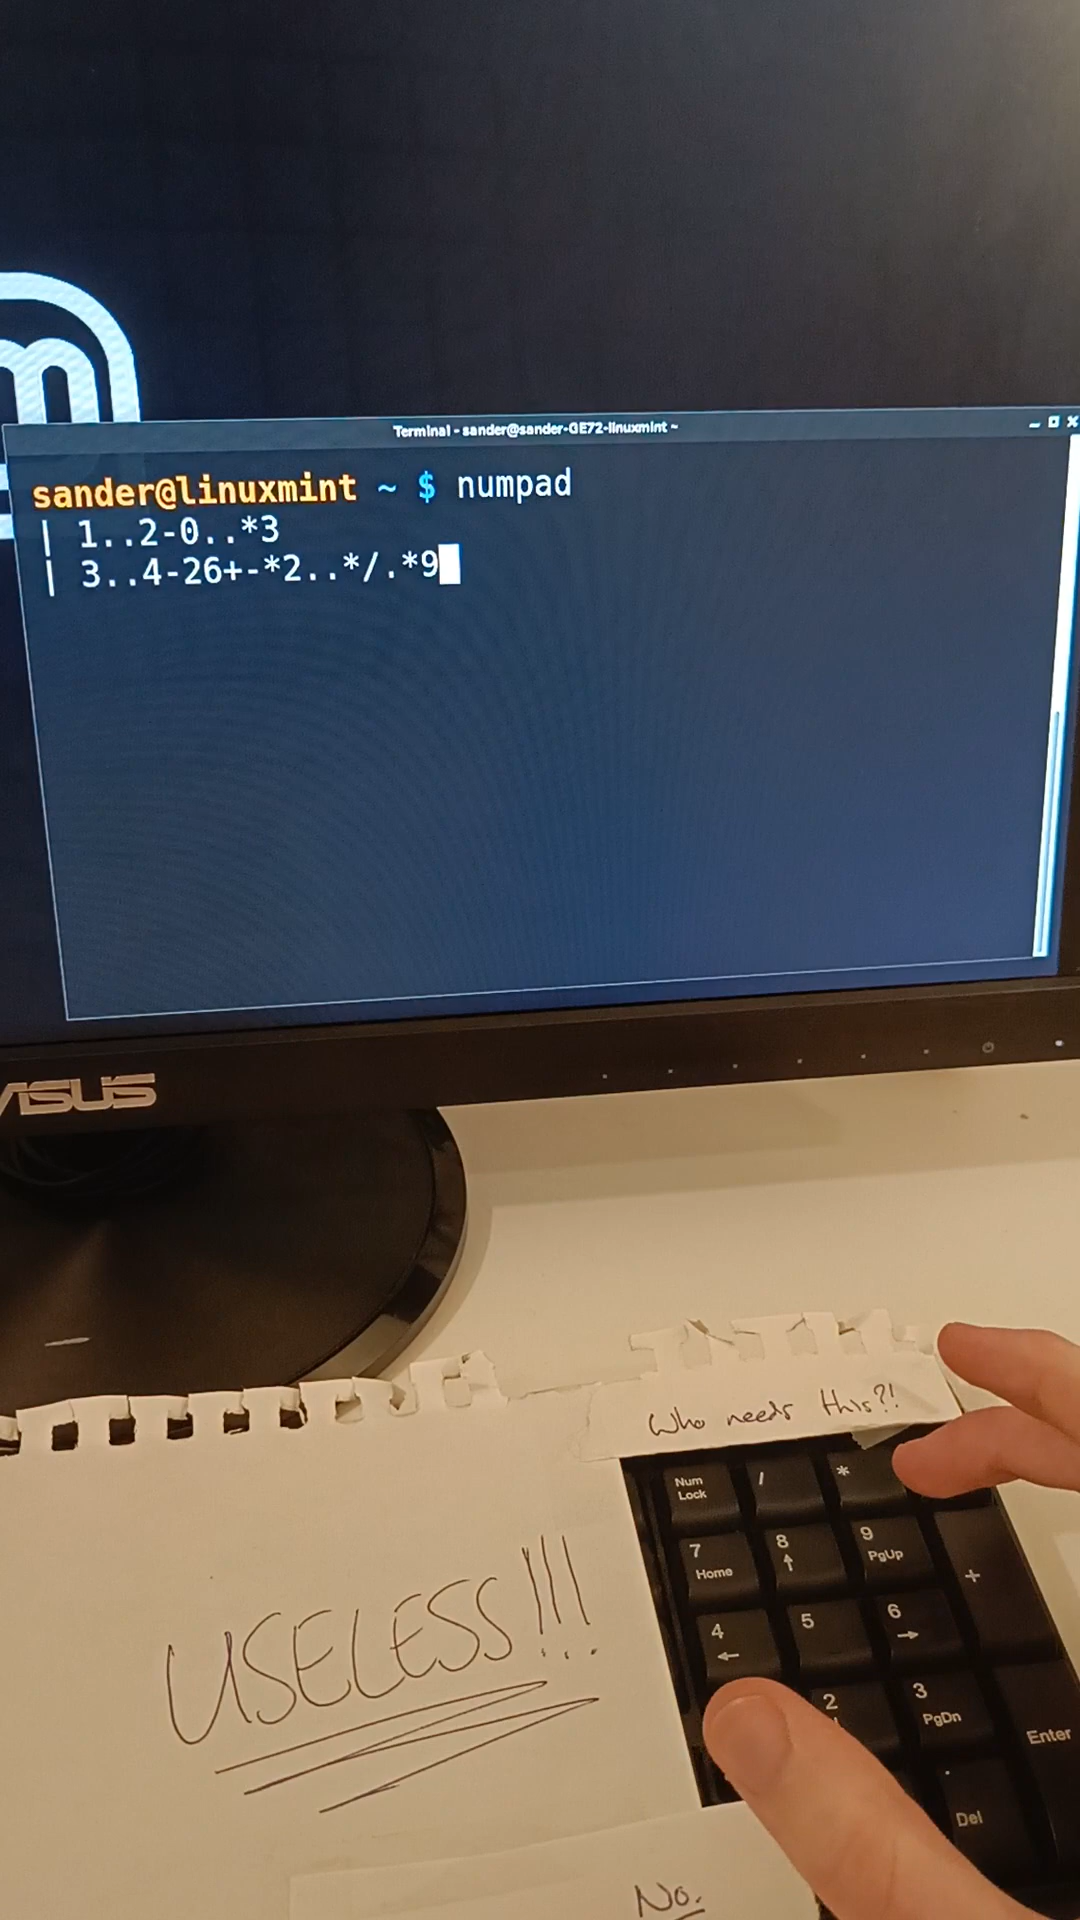 m
Terminal - sander@sander-GE72-linuxmint ~
sander@linuxmint ~ $ numpad
| 1..2-0..*3
| 3..4-26+-*2..*/.*9
ASUS
Who needs this?!
Num Lock / *
7 Home 8 ↑ 9 PgUp +
4 ← 5 6 →
2 3 PgDn Enter
. Del
USELESS!!!
No.